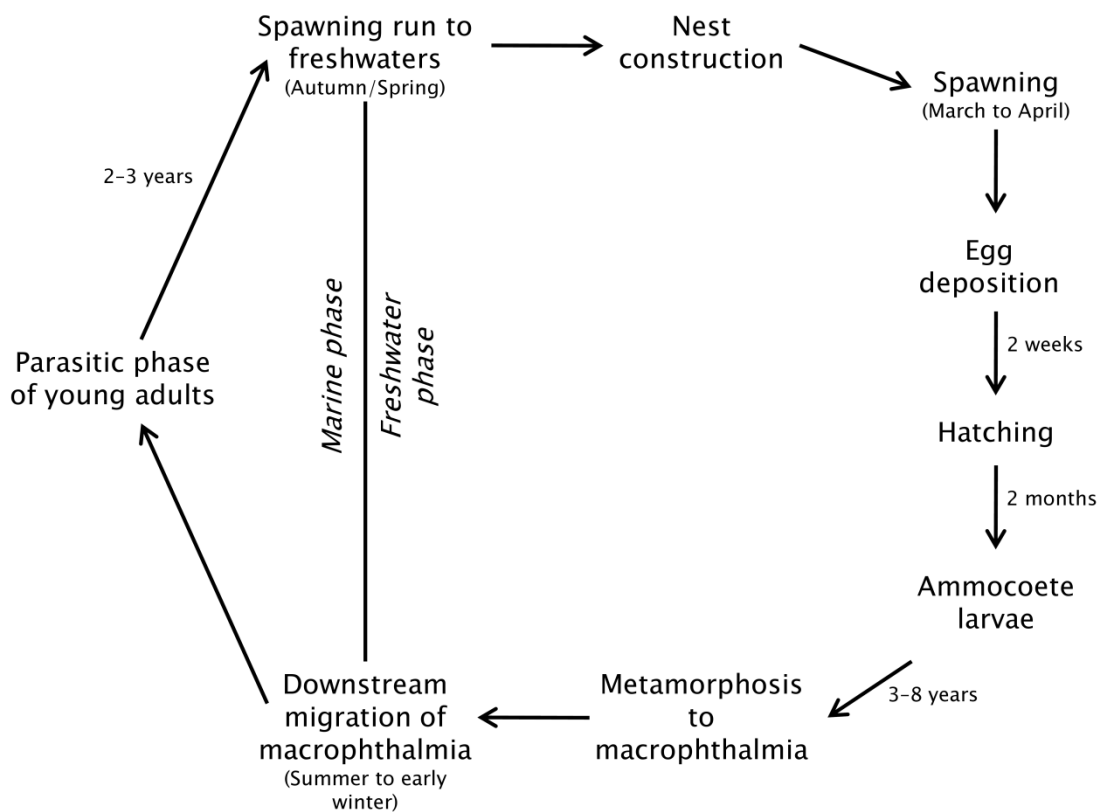 Spawning run to
freshwaters
(Autumn/Spring)
Nest
construction
Spawning
(March to April)
Egg
deposition
2 weeks
Hatching
2 months
Ammocoete
larvae
3–8 years
Metamorphosis
to
macrophthalmia
Downstream
migration of
macrophthalmia
(Summer to early
winter)
Parasitic phase
of young adults
2–3 years
Marine phase
Freshwater
phase